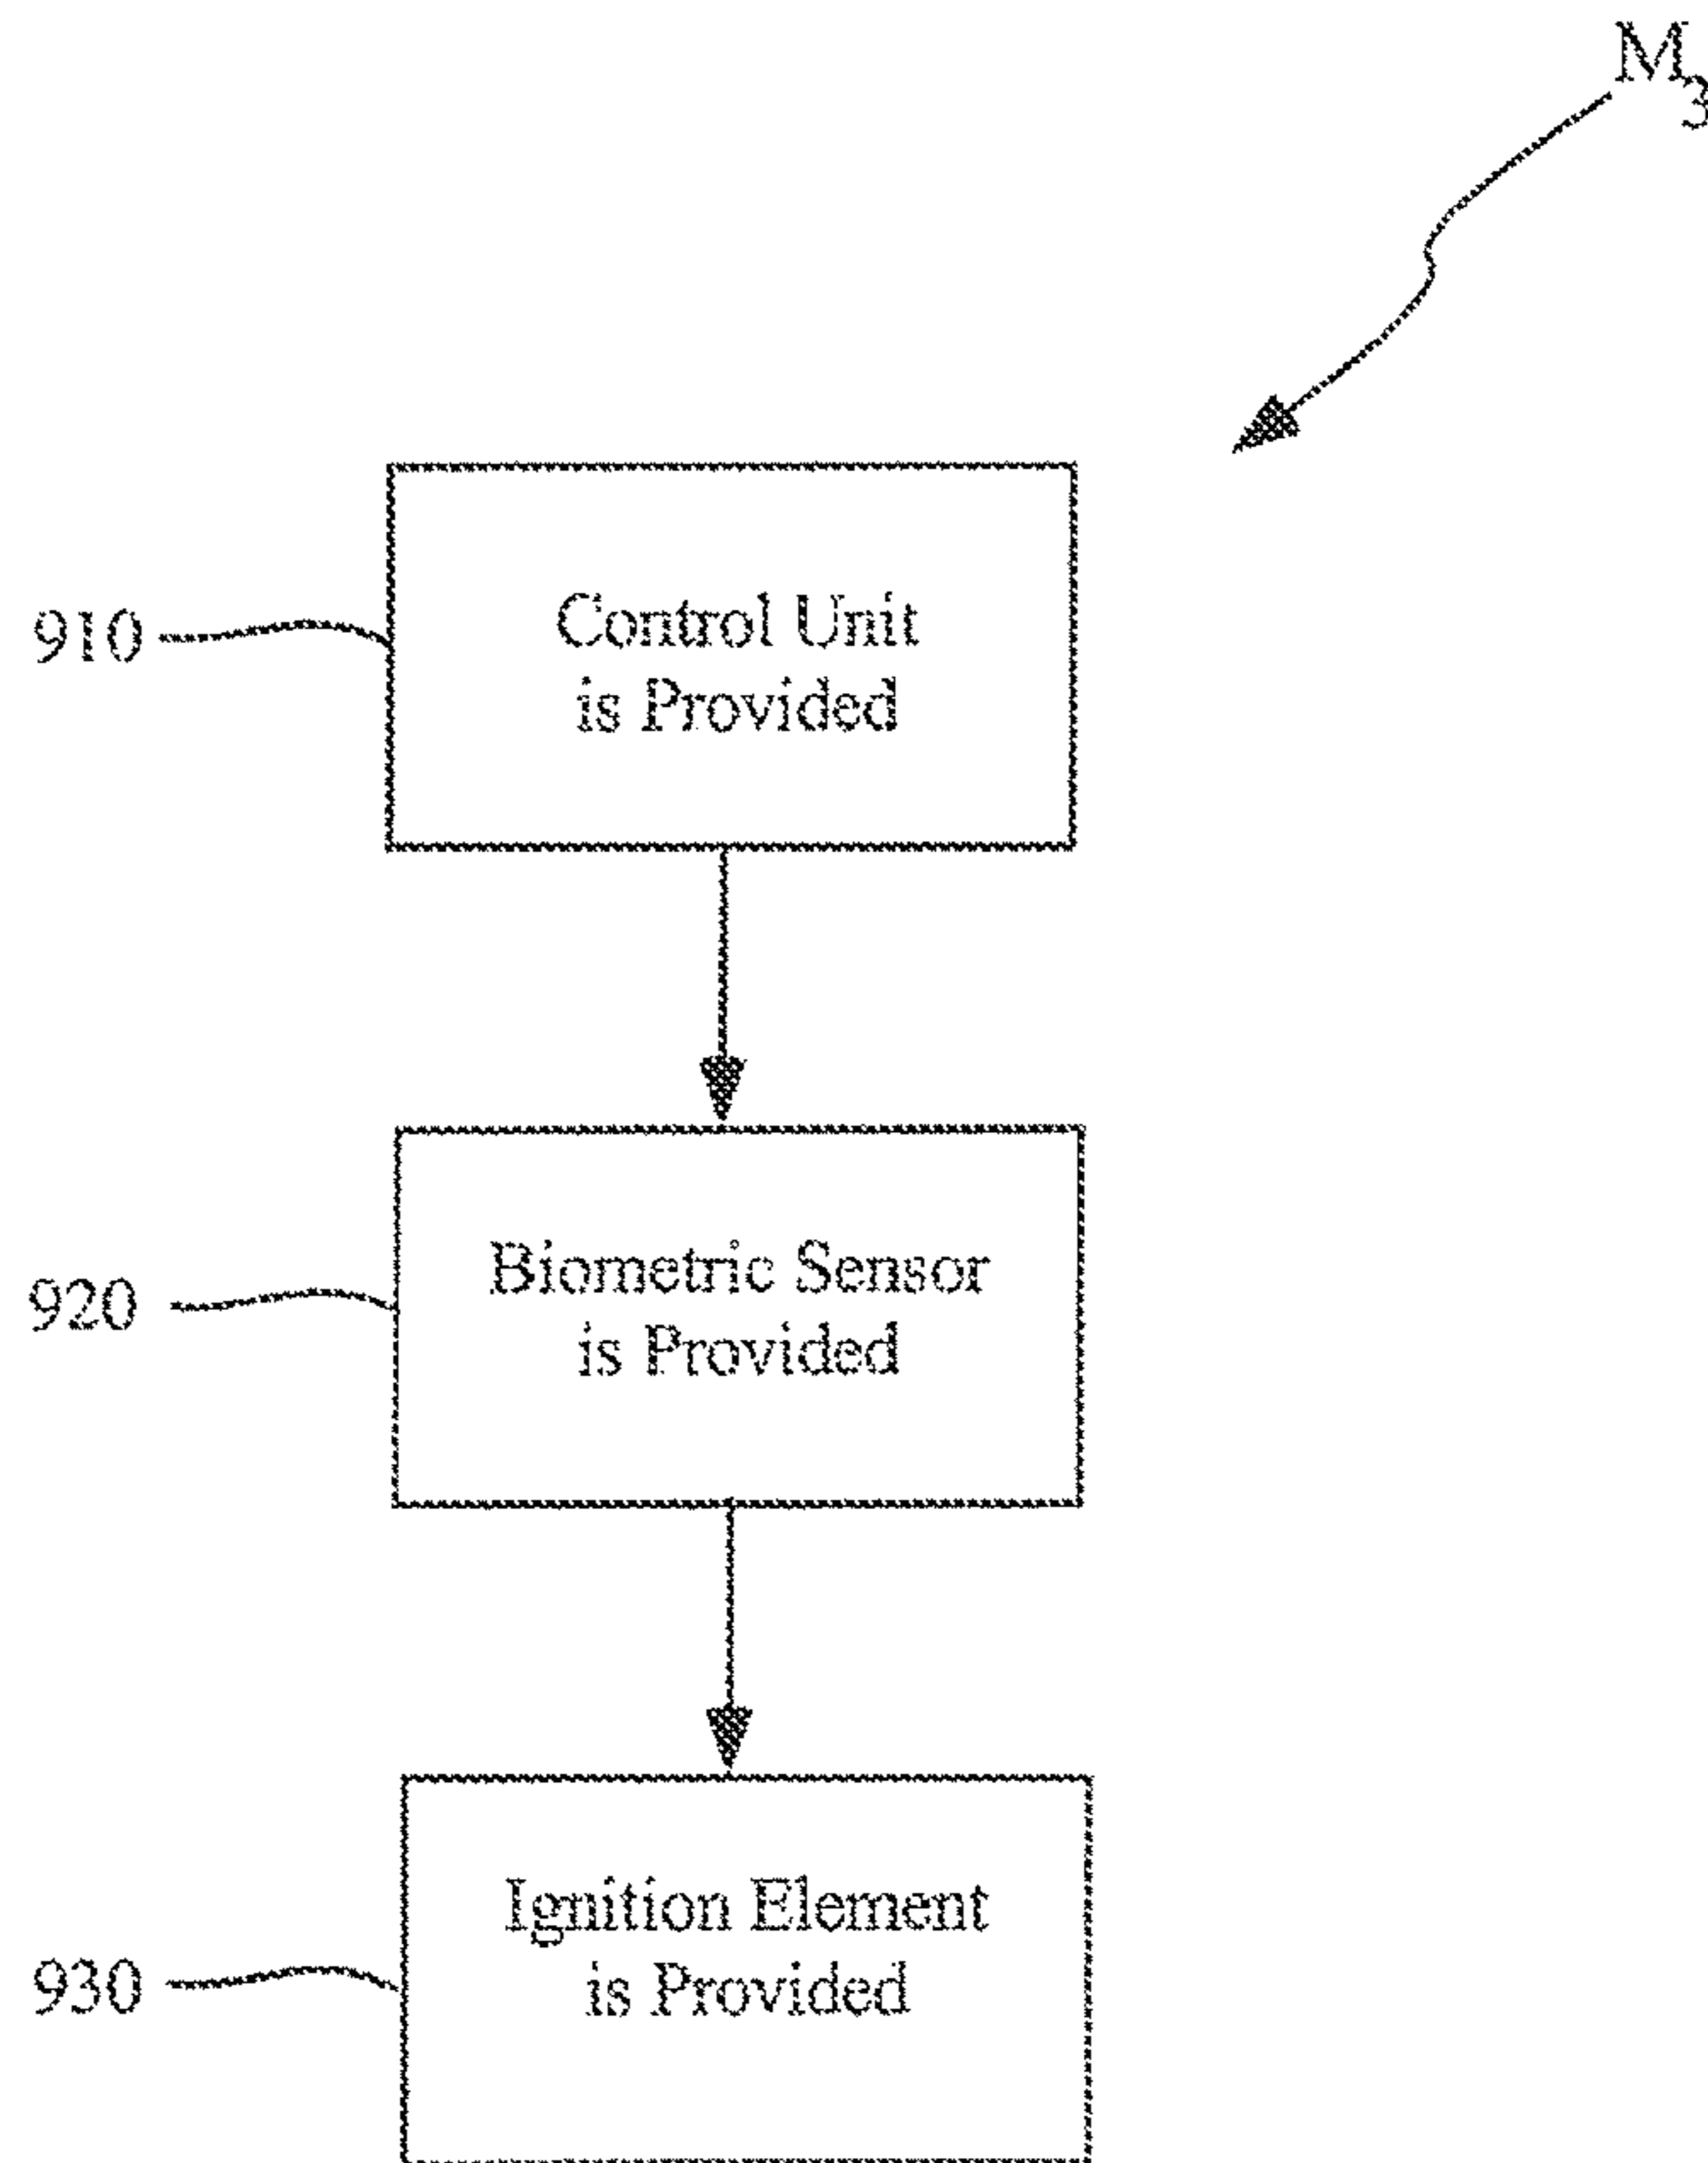 M3
910
Control Unit
is Provided
920
Biometric Sensor
is Provided
930
Ignition Element
is Provided